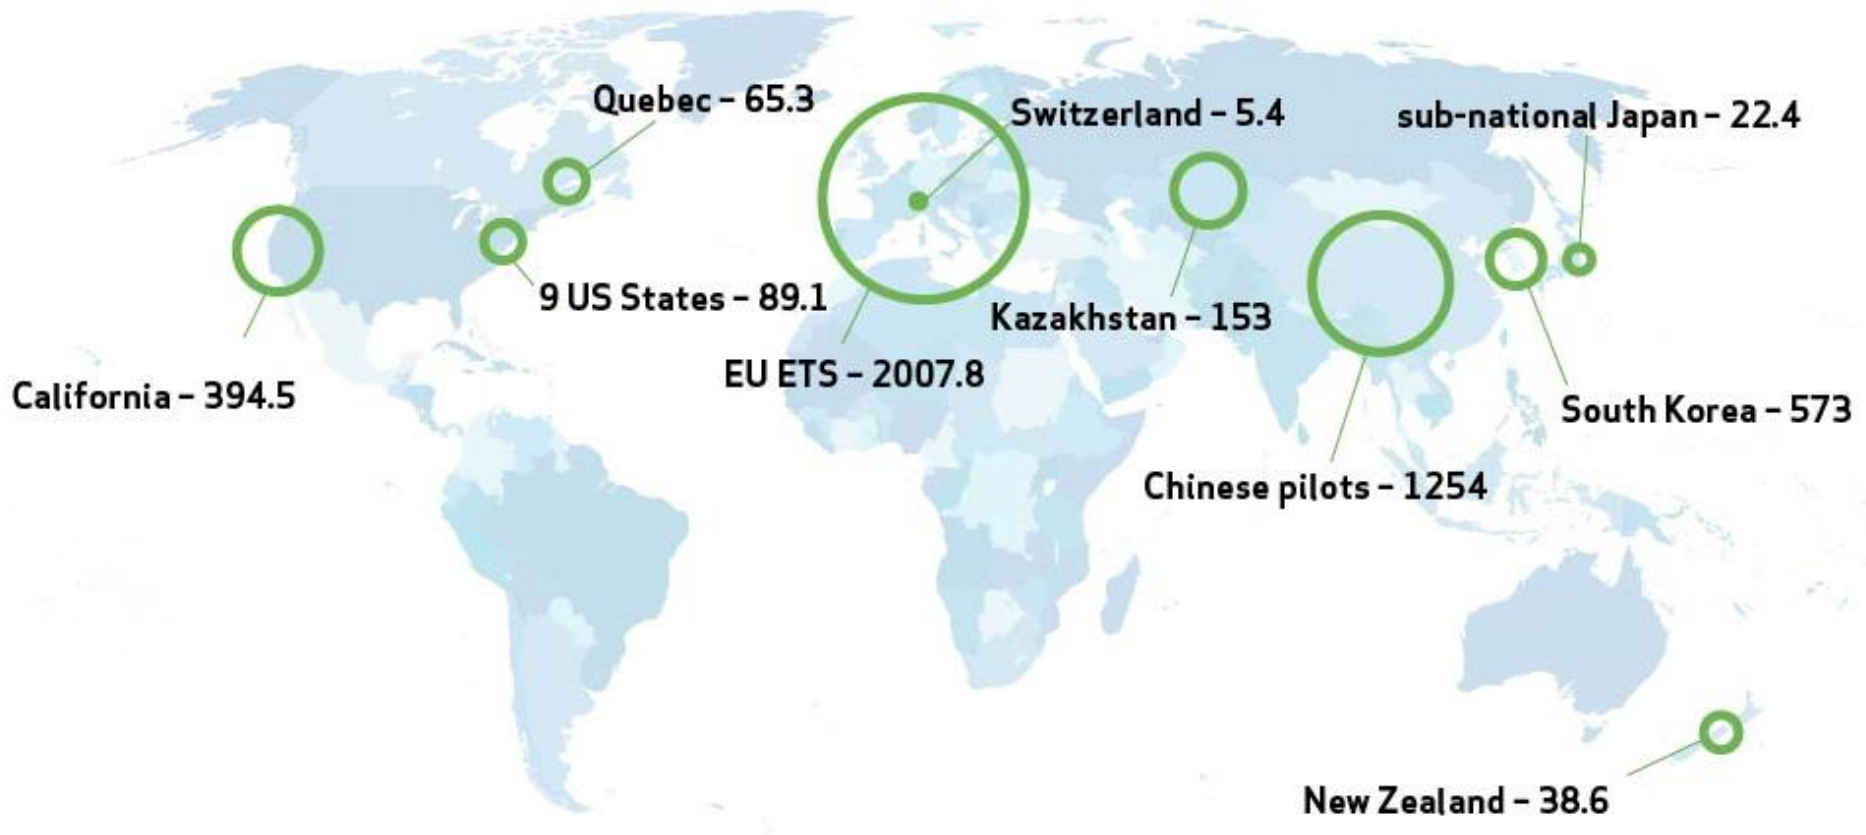 Quebec – 65.3
Switzerland – 5.4
sub-national Japan – 22.4
9 US States – 89.1
Kazakhstan – 153
EU ETS – 2007.8
California – 394.5
South Korea – 573
Chinese pilots – 1254
New Zealand – 38.6